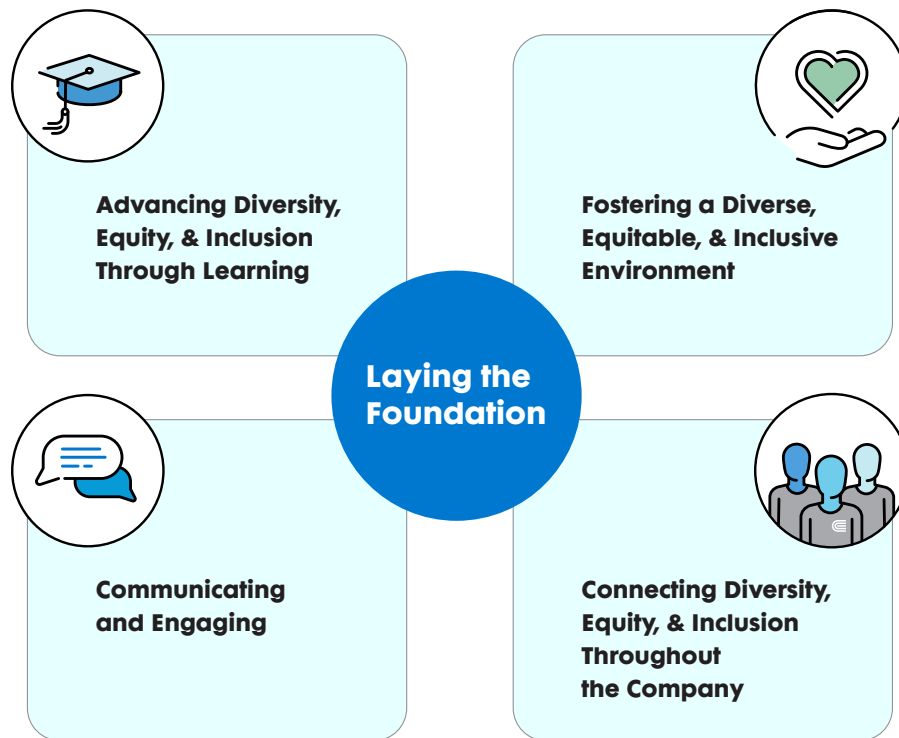 Advancing Diversity,
Equity, & Inclusion
Through Learning
Fostering a Diverse,
Equitable, & Inclusive
Environment
Laying the
Foundation
Communicating
and Engaging
Connecting Diversity,
Equity, & Inclusion
Throughout
the Company